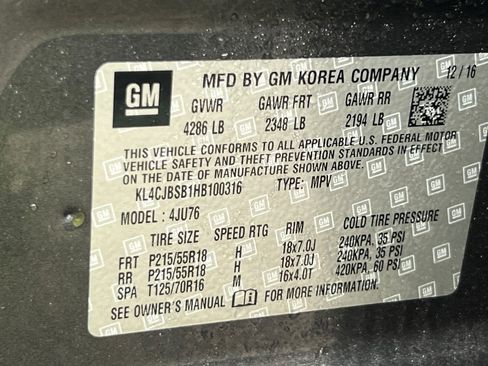 GM MFD BY GM KOREA COMPANY 12/16
GVWR GAWR FRT GAWR RR
4286 LB 2348 LB 2194 LB
THIS VEHICLE CONFORMS TO ALL APPLICABLE U.S. FEDERAL MOTOR
VEHICLE SAFETY AND THEFT PREVENTION STANDARDS IN EFFECT ON THE
DATE OF MANUFACTURE SHOWN ABOVE.
KL4CJBSB1HB100316 TYPE: MPV
MODEL: 4JU76
TIRE SIZE SPEED RTG RIM COLD TIRE PRESSURE
FRT P215/55R18 H 18x7.0J 240KPA, 35 PSI
RR P215/55R18 H 18x7.0J 240KPA, 35 PSI
SPA T125/70R16 M 16x4.0T 420KPA, 60 PSI
SEE OWNER'S MANUAL FOR MORE INFORMATION